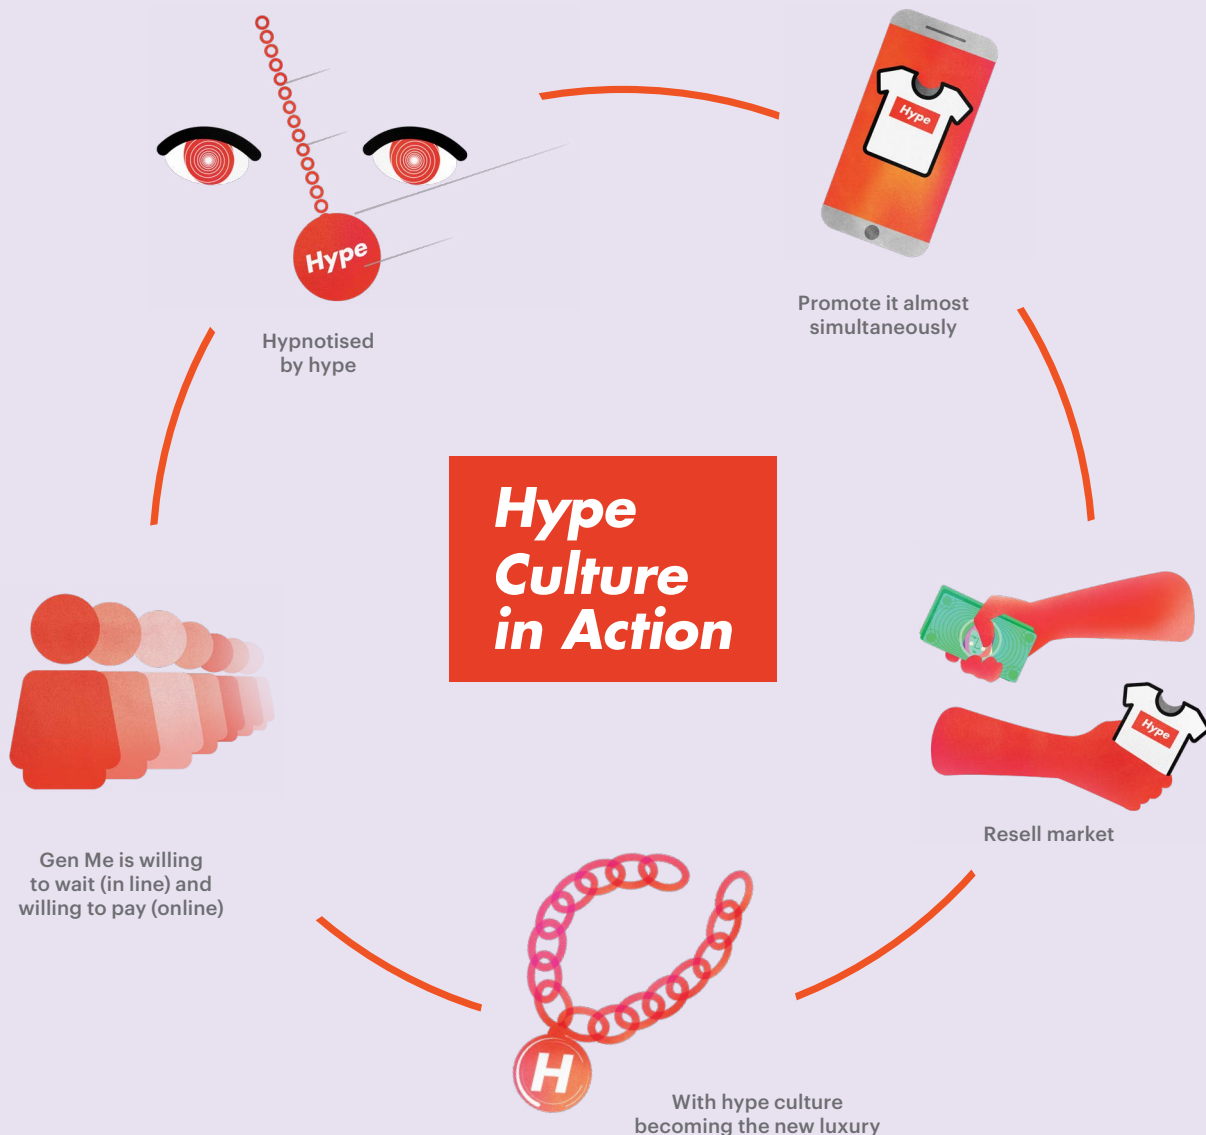 Hype
Hypnotised
by hype
Hype
Promote it almost
simultaneously
Hype
Culture
in Action
Hype
Resell market
Gen Me is willing
to wait (in line) and
willing to pay (online)
H
With hype culture
becoming the new luxury